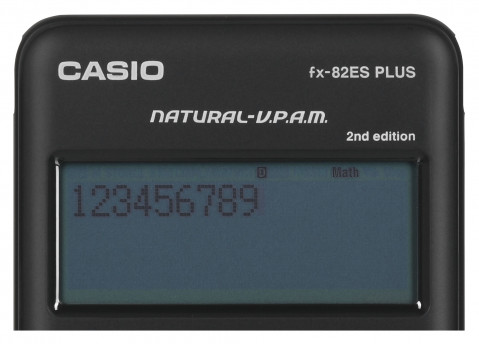 CASIO fx-82ES PLUS
NATURAL-V.P.A.M.
2nd edition
D Math
123456789